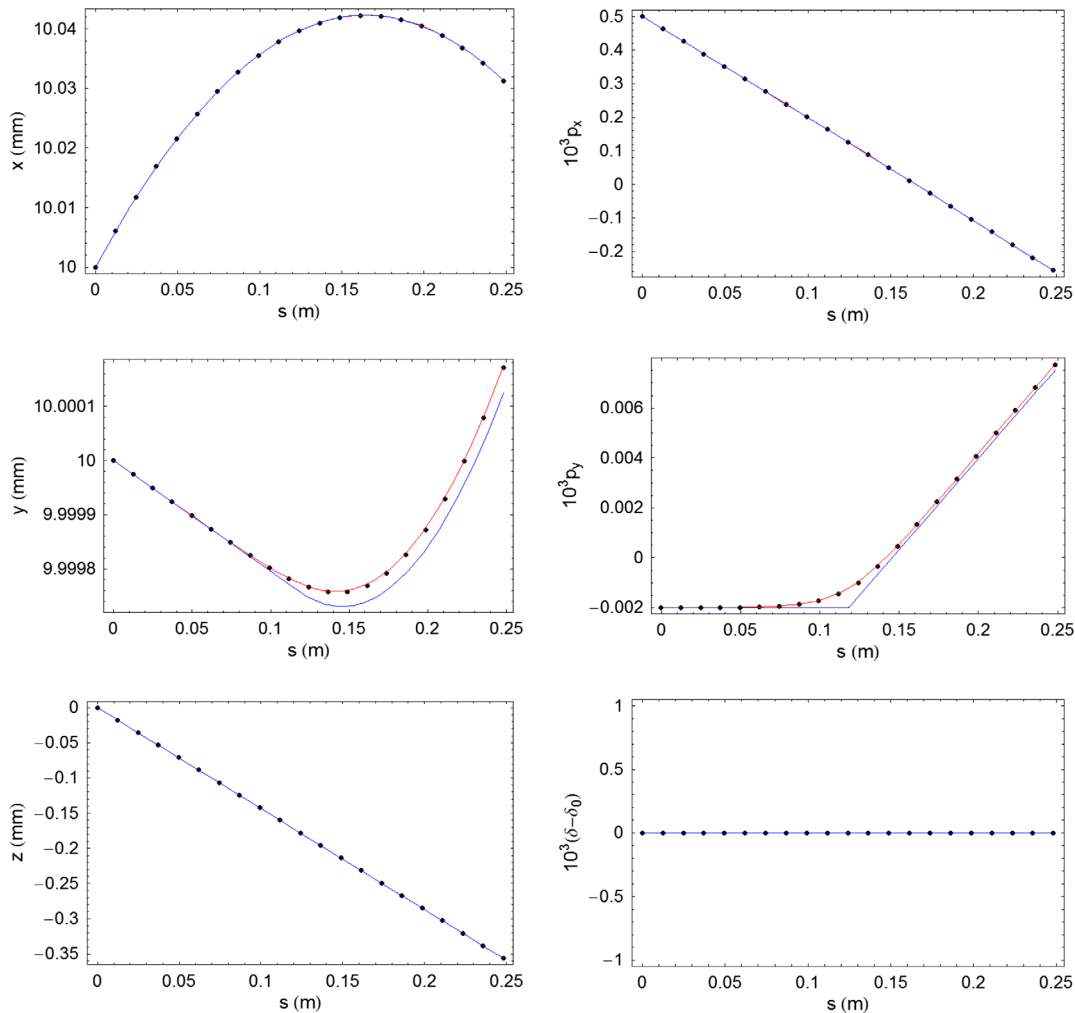 x (mm)
10.04
10.03
10.02
10.01
10
0 0.05 0.1 0.15 0.2 0.25
s (m)
10³pₓ
0.5
0.4
0.3
0.2
0.1
0
−0.1
−0.2
0 0.05 0.1 0.15 0.2 0.25
s (m)
y (mm)
10.0001
10
9.9999
9.9998
0 0.05 0.1 0.15 0.2 0.25
s (m)
10³p_y
0.006
0.004
0.002
0
−0.002
0 0.05 0.1 0.15 0.2 0.25
s (m)
z (mm)
0
−0.05
−0.1
−0.15
−0.2
−0.25
−0.3
−0.35
0 0.05 0.1 0.15 0.2 0.25
s (m)
10³(δ−δ₀)
1
0.5
0
−0.5
−1
0 0.05 0.1 0.15 0.2 0.25
s (m)